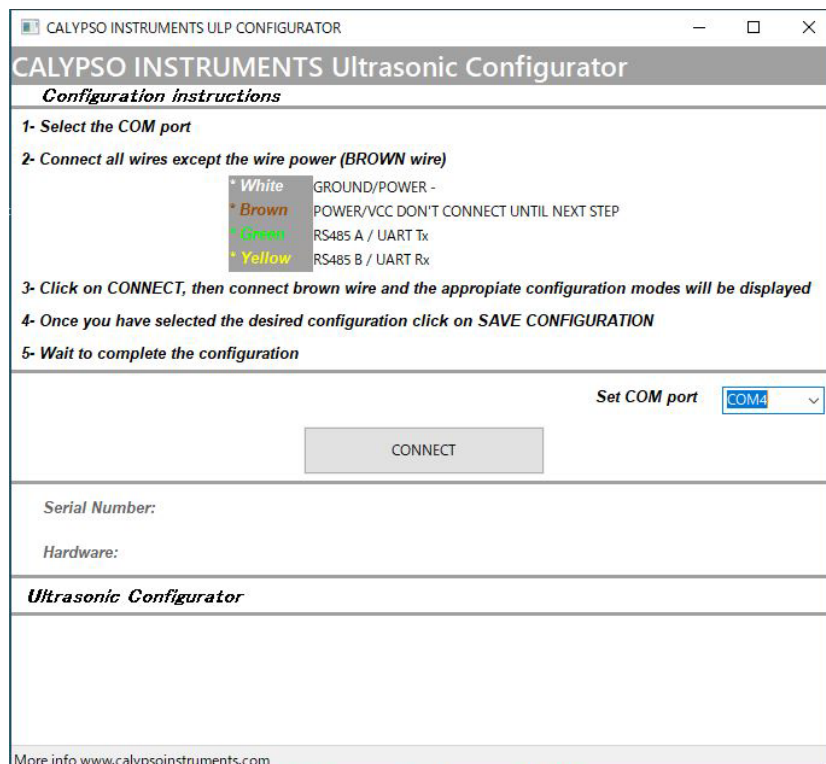 CALYPSO INSTRUMENTS ULP CONFIGURATOR
CALYPSO INSTRUMENTS Ultrasonic Configurator
Configuration instructions
1- Select the COM port
2- Connect all wires except the wire power (BROWN wire)
* White GROUND/POWER -
* Brown POWER/VCC DON'T CONNECT UNTIL NEXT STEP
* Green RS485 A / UART Tx
* Yellow RS485 B / UART Rx
3- Click on CONNECT, then connect brown wire and the appropiate configuration modes will be displayed
4- Once you have selected the desired configuration click on SAVE CONFIGURATION
5- Wait to complete the configuration
Set COM port COM4
CONNECT
Serial Number:
Hardware:
Ultrasonic Configurator
More info www.calypsoinstruments.com